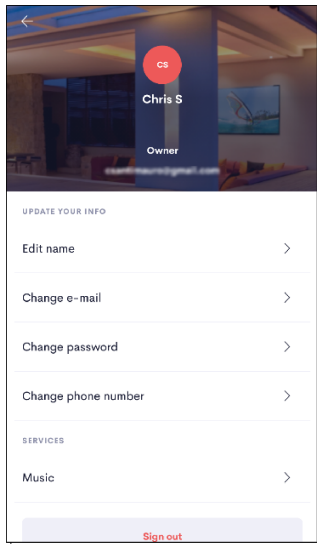 CS
Chris S
Owner
UPDATE YOUR INFO
Edit name
Change e-mail
Change password
Change phone number
SERVICES
Music
Sign out